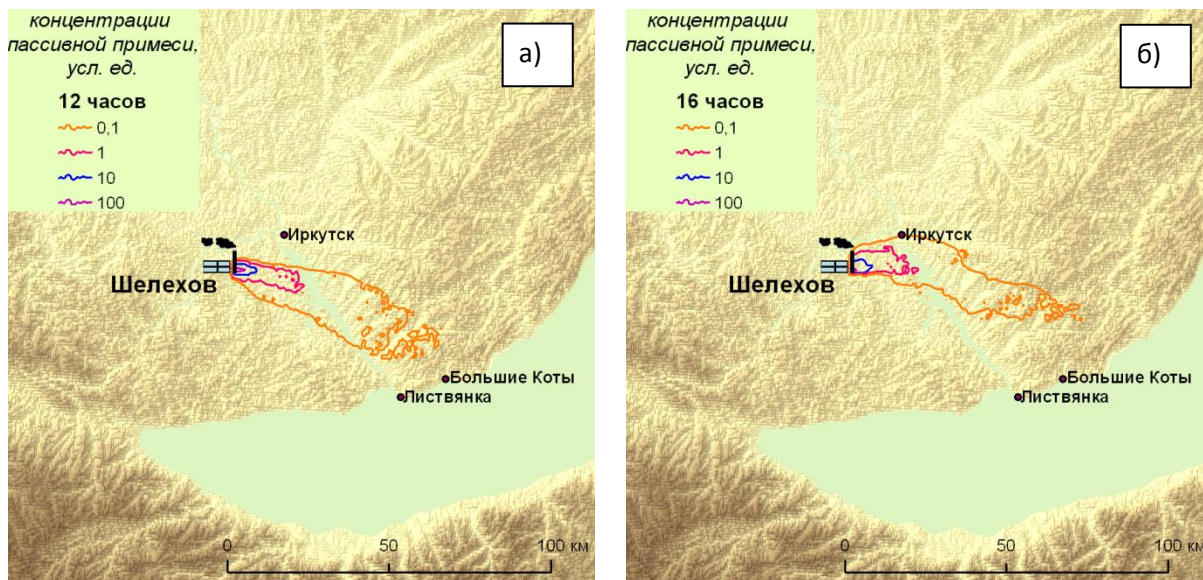 концентрации
пассивной примеси,
усл. ед.
12 часов
0,1
1
10
100
а)
Иркутск
Шелехов
Большие Коты
Листвянка
0 50 100 км
концентрации
пассивной примеси,
усл. ед.
16 часов
0,1
1
10
100
б)
Иркутск
Шелехов
Большие Коты
Листвянка
0 50 100 км